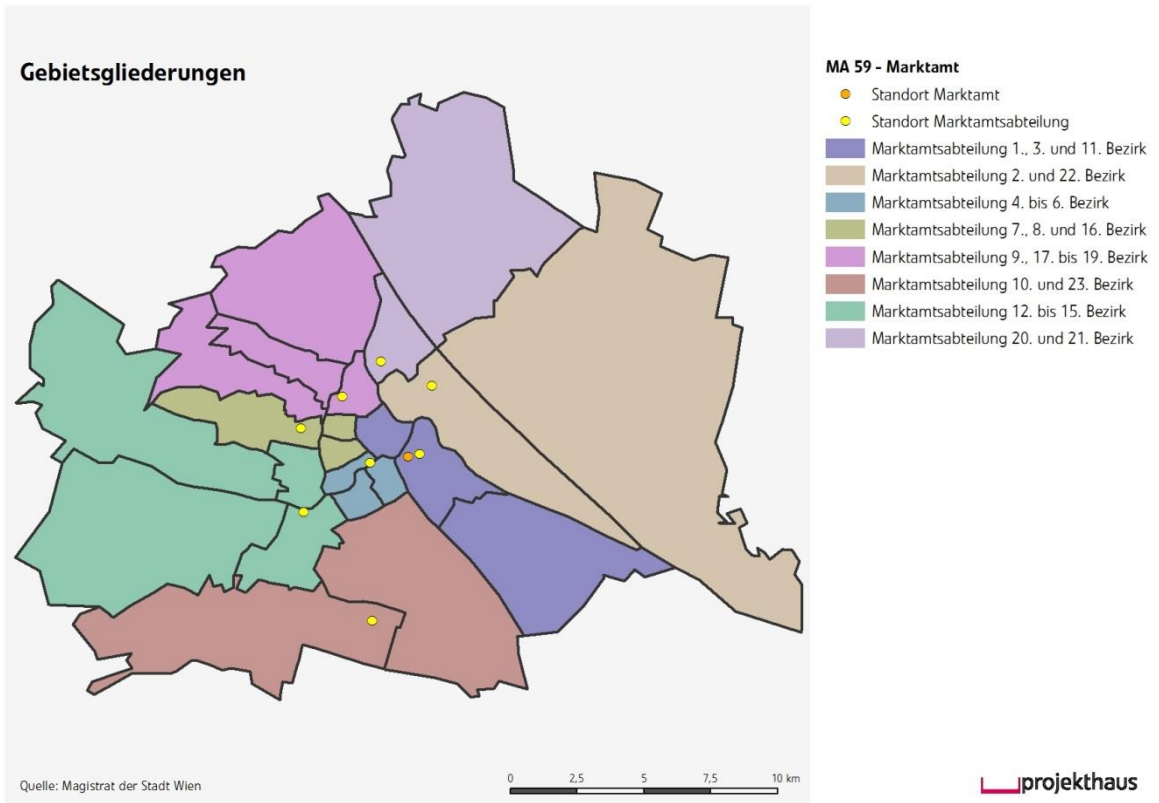 Gebietsgliederungen
MA 59 - Marktamt
Standort Marktamt
Standort Marktamtsabteilung
Marktamtsabteilung 1., 3. und 11. Bezirk
Marktamtsabteilung 2. und 22. Bezirk
Marktamtsabteilung 4. bis 6. Bezirk
Marktamtsabteilung 7., 8. und 16. Bezirk
Marktamtsabteilung 9., 17. bis 19. Bezirk
Marktamtsabteilung 10. und 23. Bezirk
Marktamtsabteilung 12. bis 15. Bezirk
Marktamtsabteilung 20. und 21. Bezirk
Quelle: Magistrat der Stadt Wien
0 2,5 5 7,5 10 km
projekthaus